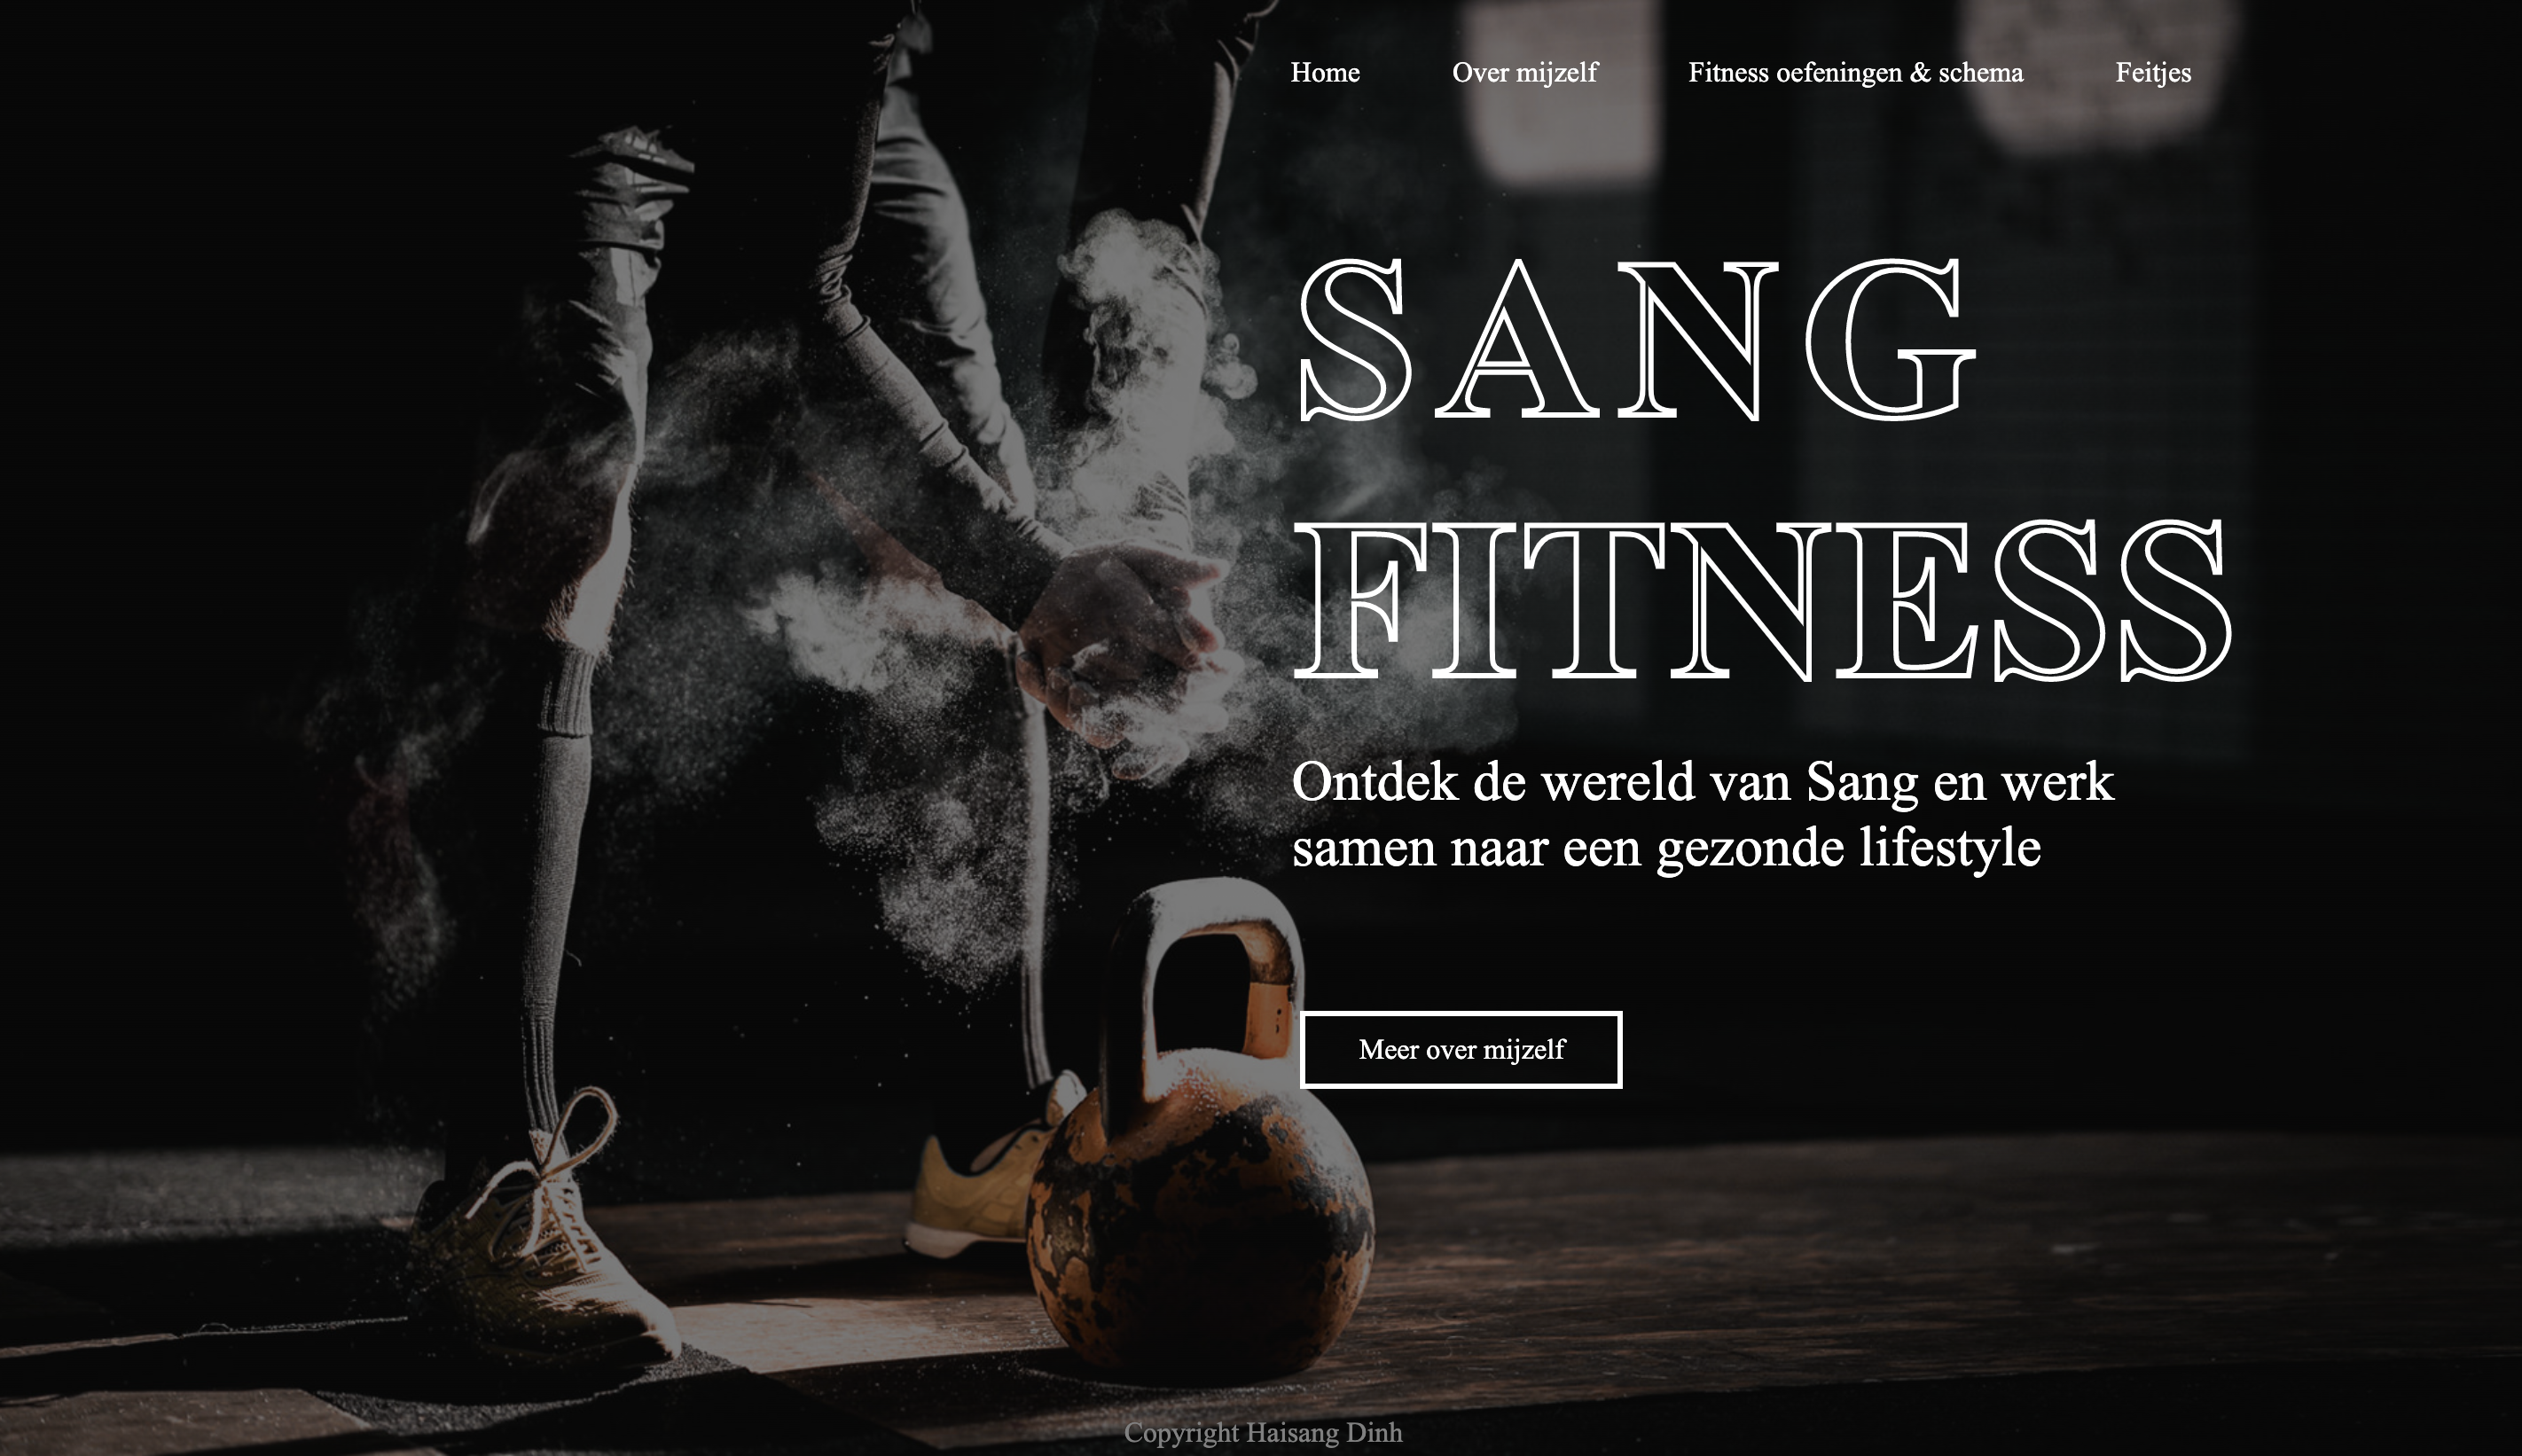 Home Over mijzelf Fitness oefeningen & schema Feitjes
SANG
FITNESS
Ontdek de wereld van Sang en werk
samen naar een gezonde lifestyle
Meer over mijzelf
Copyright Haisang Dinh